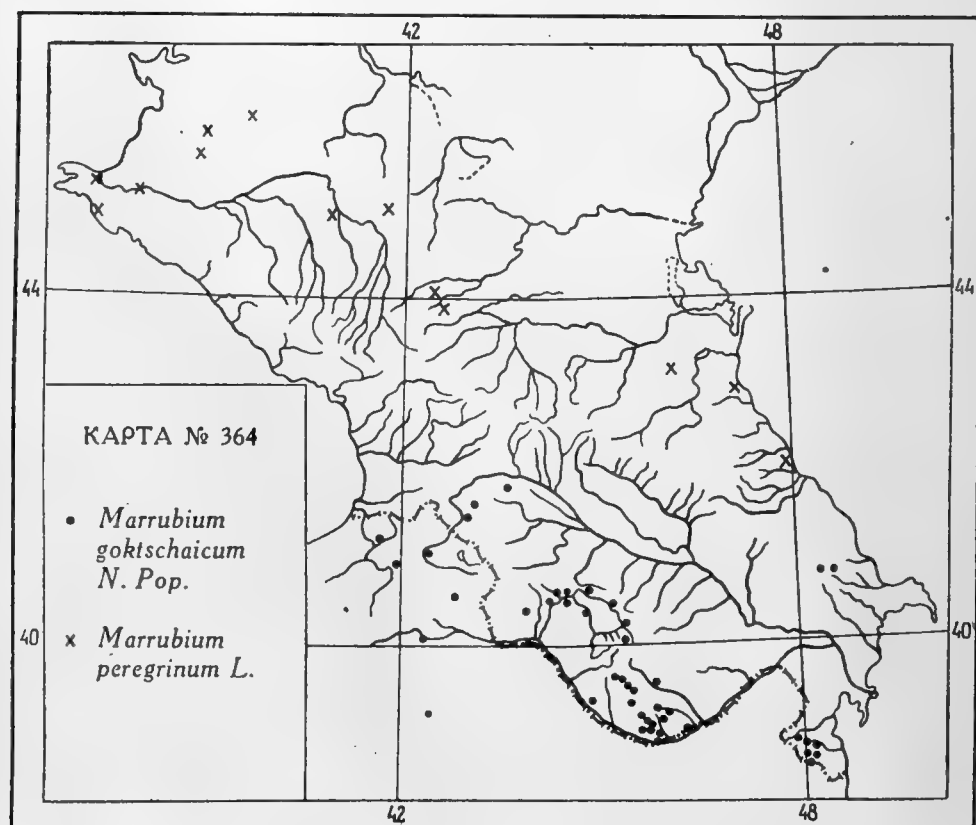 42 48
44 44
КАРТА № 364
• Marrubium
goktschaicum
N. Pop.
× Marrubium
peregrinum L.
40 40
42 48